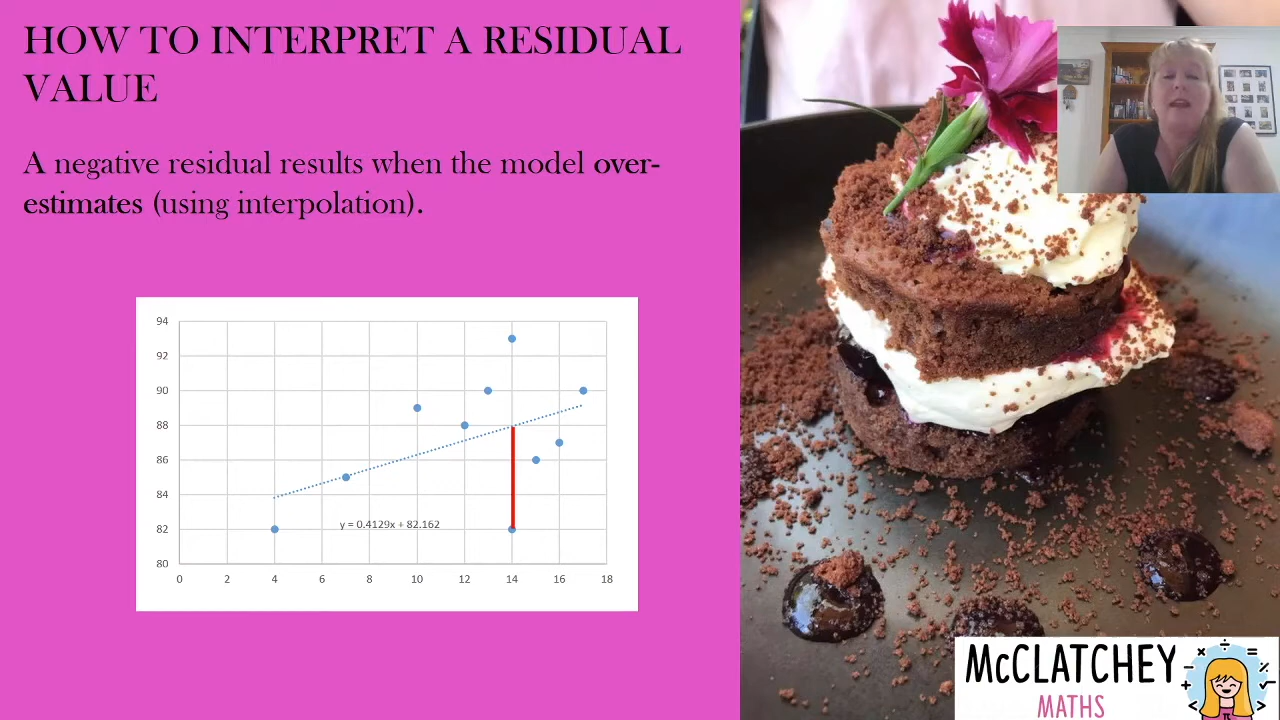 HOW TO INTERPRET A RESIDUAL
VALUE
A negative residual results when the model over-
estimates (using interpolation).
94
92
90
88
86
84
82
80
y = 0.4129x + 82.162
0 2 4 6 8 10 12 14 16 18
McCLATCHEY
MATHS